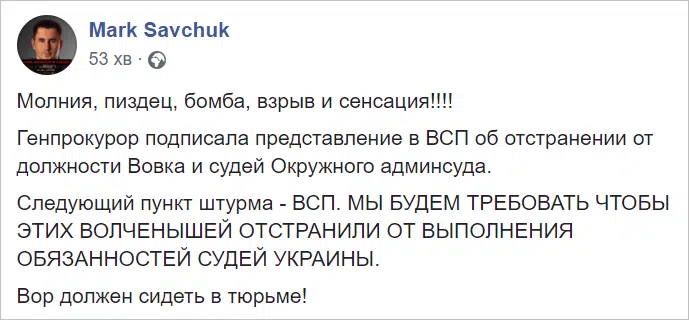 Mark Savchuk
53 хв ·
Молния, пиздец, бомба, взрыв и сенсация!!!!
Генпрокурор подписала представление в ВСП об отстранении от
должности Вовка и судей Окружного админсуда.
Следующий пункт штурма - ВСП. МЫ БУДЕМ ТРЕБОВАТЬ ЧТОБЫ
ЭТИХ ВОЛЧЕНЫШЕЙ ОТСТРАНИЛИ ОТ ВЫПОЛНЕНИЯ
ОБЯЗАННОСТЕЙ СУДЕЙ УКРАИНЫ.
Вор должен сидеть в тюрьме!